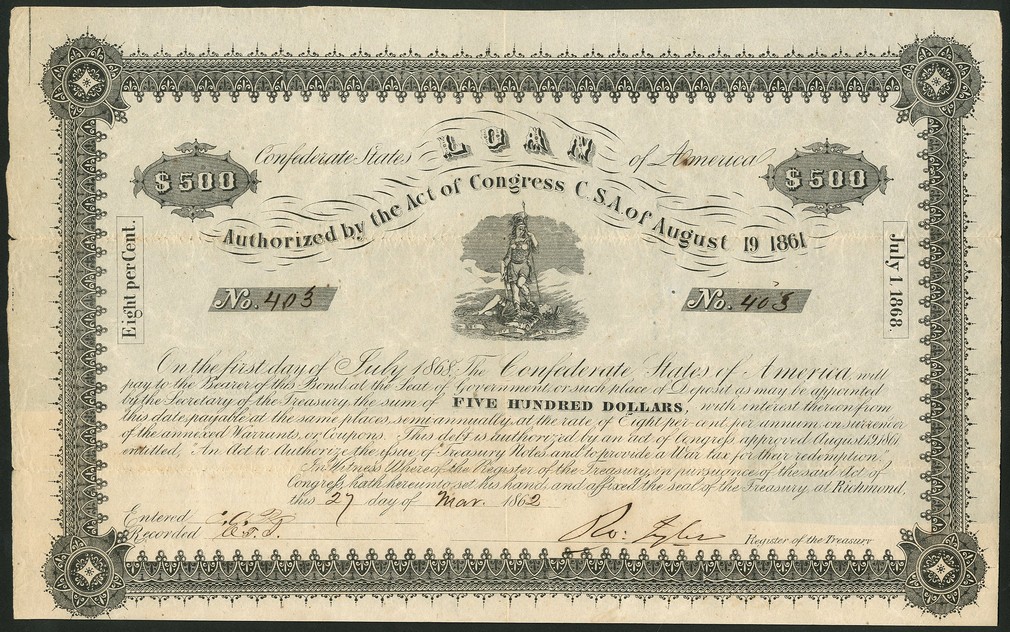 Confederate States LOAN of America
$500 $500
Authorized by the Act of Congress C.S.A of August 19 1861
Eight per Cent.
July 1. 1868.
No. 403 No. 403
On the first day of July 1868, The Confederate States of America, will
pay to the Bearer of this Bond, at the Seat of Government, or such place of Deposit as may be appointed
by the Secretary of the Treasury, the sum of FIVE HUNDRED DOLLARS, with interest thereon from
this date, payable at the same places, semi annually, at the rate of Eight per-cent per annum on surrender
of the annexed Warrants, or Coupons. This debt is authorized by an act of Congress, approved August 19, 1861
entitled, "An Act to Authorize the issue of Treasury Notes, and to provide a War tax for their redemption."
In Witness Whereof, the Register of the Treasury, in pursuance of the said Act of
Congress, hath hereunto set his hand, and affixed the seal of the Treasury, at Richmond,
this 27 day of Mar. 1862
Entered
Recorded
Ro: Tyler Register of the Treasury